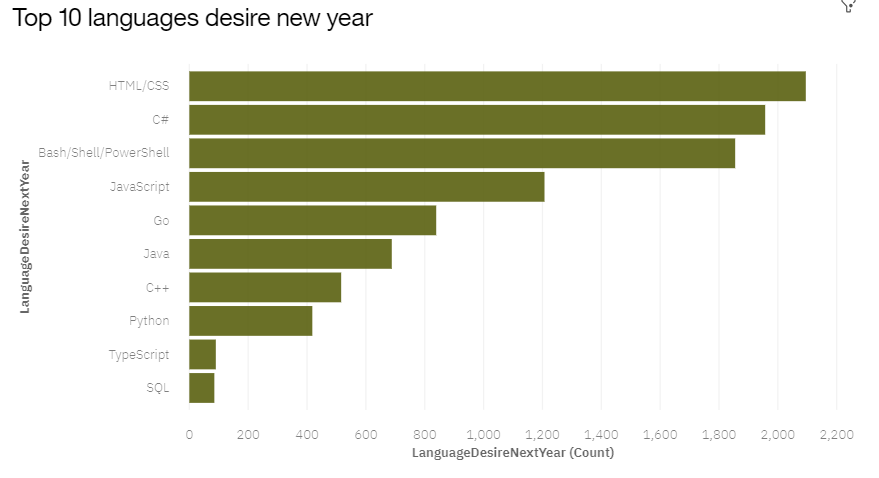 Top 10 languages desire new year
LanguageDesireNextYear
HTML/CSS
C#
Bash/Shell/PowerShell
JavaScript
Go
Java
C++
Python
TypeScript
SQL
0 200 400 600 800 1,000 1,200 1,400 1,600 1,800 2,000 2,200
LanguageDesireNextYear (Count)